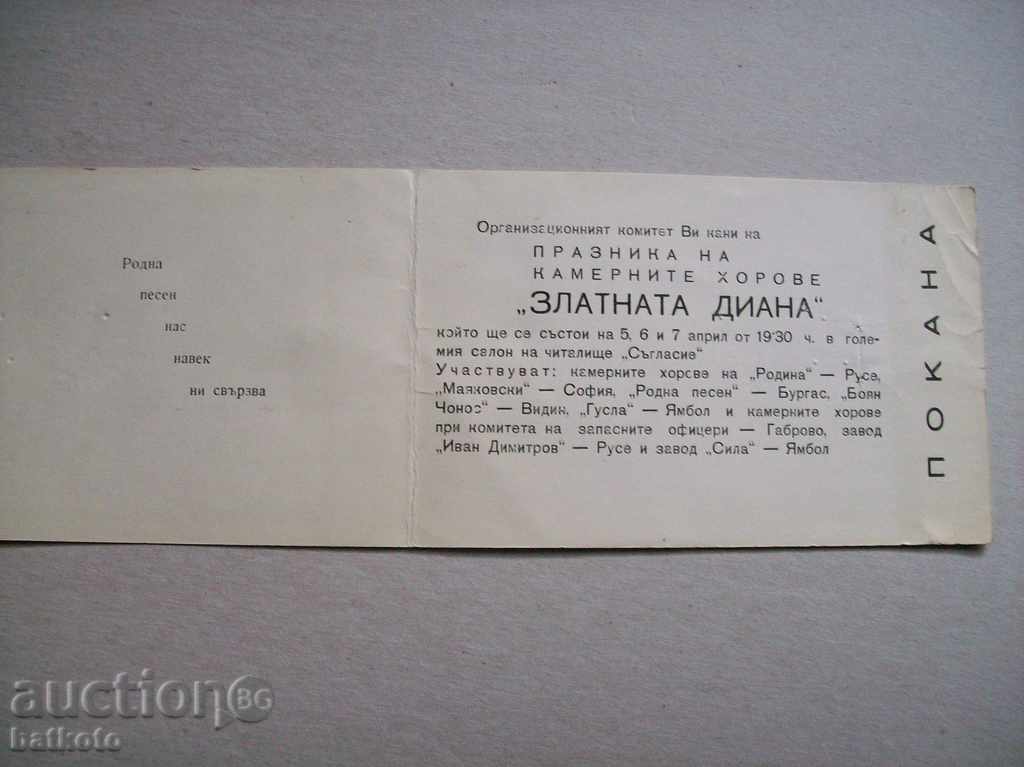 Родна
песен
нас
навек
ни свързва
Организационният комитет Ви кани на
ПРАЗНИКА НА
КАМЕРНИТЕ ХОРОВЕ
„ЗЛАТНАТА ДИАНА“
който ще се състои на 5, 6 и 7 април от 19·30 ч. в голе-
мия салон на читалище „Съгласие“
Участвуват: камерните хорове на „Родина“ — Русе,
„Маяковски“ — София, „Родна песен“ — Бургас, „Боян
Чонос“ — Видин, „Гусла“ — Ямбол и камерните хорове
при комитета на запасните офицери — Габрово, завод
„Иван Димитров“ — Русе и завод „Сила“ — Ямбол
ПОКАНА
auction BG
batkoto